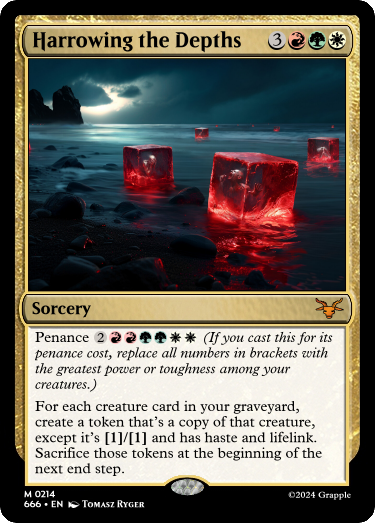 Harrowing the Depths 3
Sorcery
Penance 2 (If you cast this for its
penance cost, replace all numbers in brackets with
the greatest power or toughness among your
creatures.)
For each creature card in your graveyard,
create a token that's a copy of that creature,
except it's [1]/[1] and has haste and lifelink.
Sacrifice those tokens at the beginning of the
next end step.
M 0214
666 • EN Tomasz Ryger
©2024 Grapple